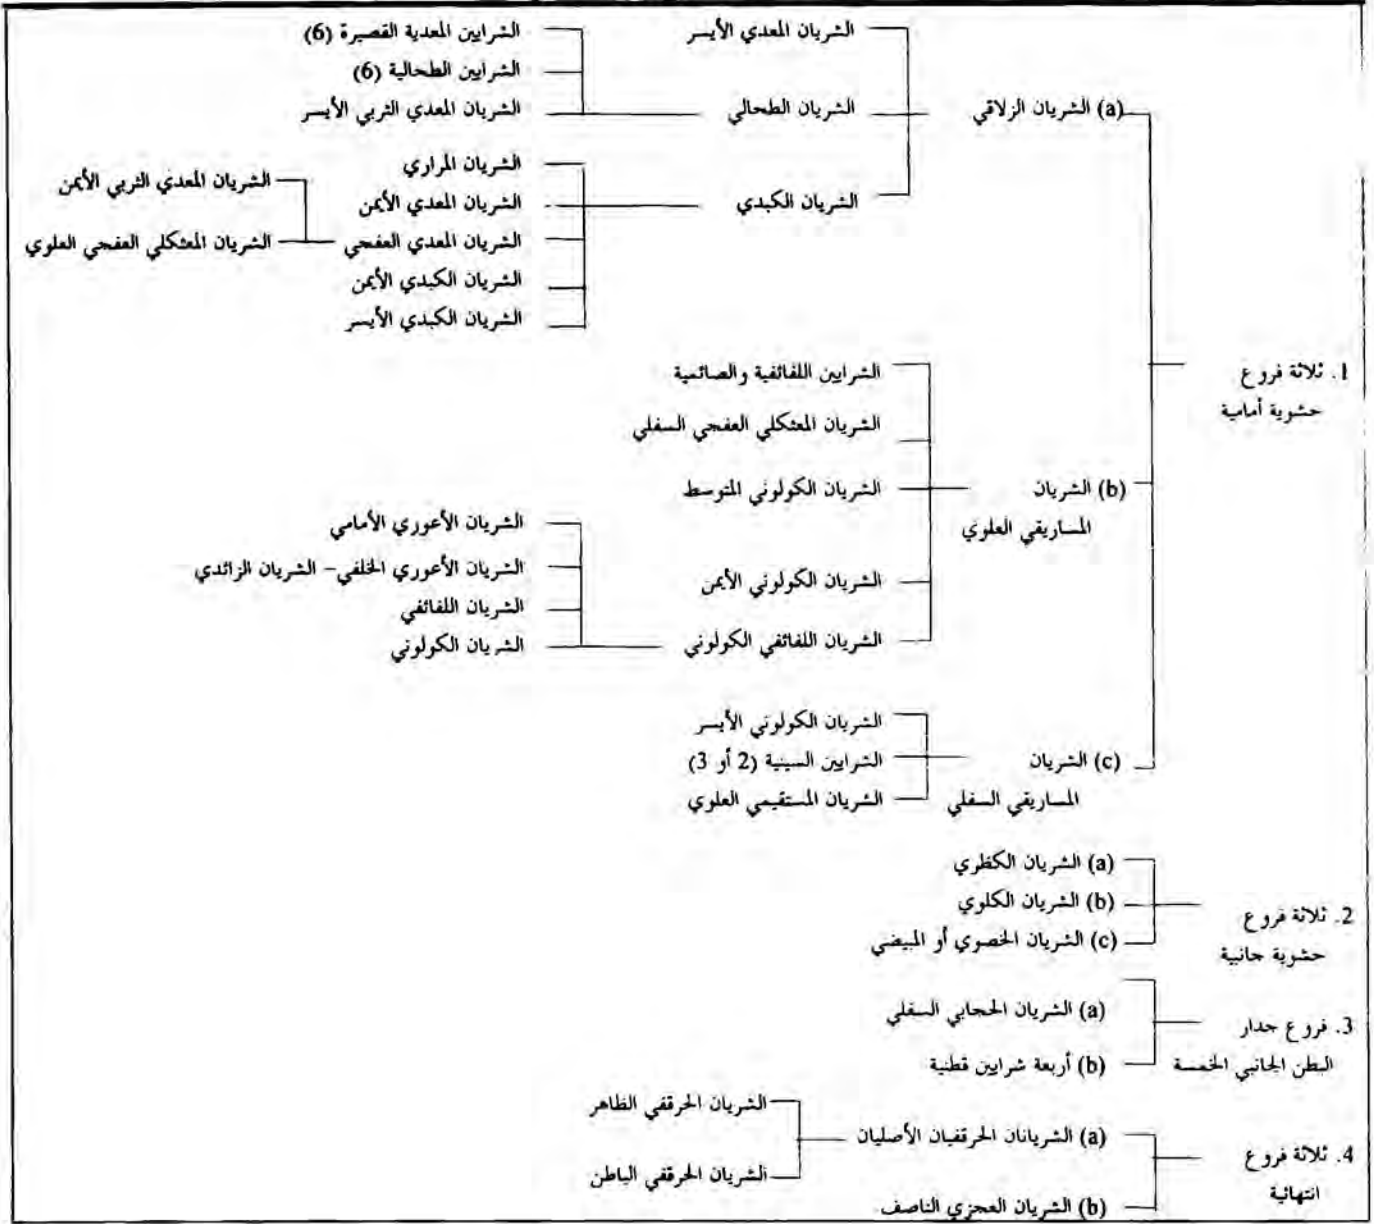 1. ثلاثة فروع
حشوية أمامية
(a) الشريان الزلاقي
الشريان المعدي الأيسر
الشريان الطحالي
الشرايين المعدية القصيرة (6)
الشرايين الطحالية (6)
الشريان المعدي الثربي الأيسر
الشريان الكبدي
الشريان المراري
الشريان المعدي الأيمن
الشريان المعدي العفجي
الشريان المعدي الثربي الأيمن
الشريان المعثكلي العفجي العلوي
الشريان الكبدي الأيمن
الشريان الكبدي الأيسر
(b) الشريان
المساريقي العلوي
الشرايين اللفائفية والصائمية
الشريان المعثكلي العفجي السفلي
الشريان الكولوني المتوسط
الشريان الكولوني الأيمن
الشريان اللفائفي الكولوني
الشريان الأعوري الأمامي
الشريان الأعوري الخلفي – الشريان الزائدي
الشريان اللفائفي
الشريان الكولوني
(c) الشريان
المساريقي السفلي
الشريان الكولوني الأيسر
الشرايين السينية (2 أو 3)
الشريان المستقيمي العلوي
2. ثلاثة فروع
حشوية جانبية
(a) الشريان الكظري
(b) الشريان الكلوي
(c) الشريان الخصوي أو المبيضي
3. فروع جدار
البطن الجانبي الخمسة
(a) الشريان الحجابي السفلي
(b) أربعة شرايين قطنية
4. ثلاثة فروع
انتهائية
(a) الشريانان الحرقفيان الأصليان
الشريان الحرقفي الظاهر
الشريان الحرقفي الباطن
(b) الشريان العجزي الناصف